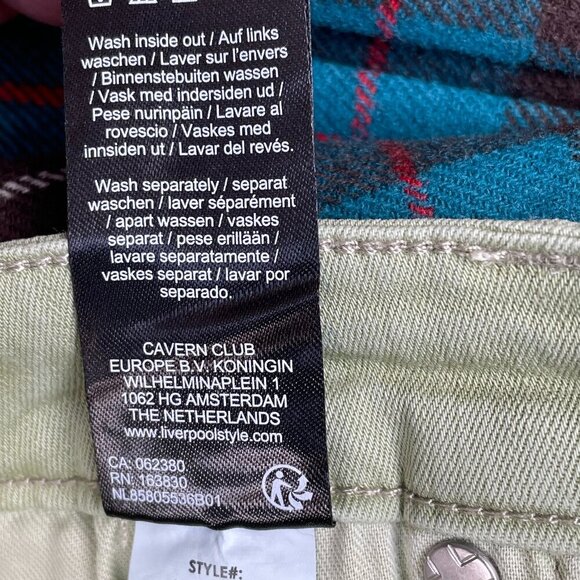 Wash inside out / Auf links
waschen / Laver sur l'envers
/ Binnenstebuiten wassen
/ Vask med indersiden ud /
Pese nurinpäin / Lavare al
rovescio / Vaskes med
innsiden ut / Lavar del revés.
Wash separately / separat
waschen / laver séparément
/ apart wassen / vaskes
separat / pese erillään /
lavare separatamente /
vaskes separat / lavar por
separado.
CAVERN CLUB
EUROPE B.V. KONINGIN
WILHELMINAPLEIN 1
1062 HG AMSTERDAM
THE NETHERLANDS
www.liverpoolstyle.com
CA: 062380
RN: 163830
NL85805536B01
STYLE#: